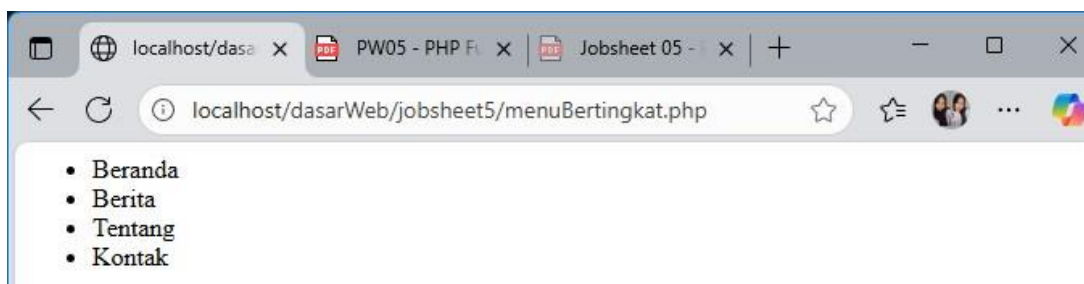 localhost/dasa
PW05 - PHP F
Jobsheet 05 -
localhost/dasarWeb/jobsheet5/menuBertingkat.php
Beranda
Berita
Tentang
Kontak